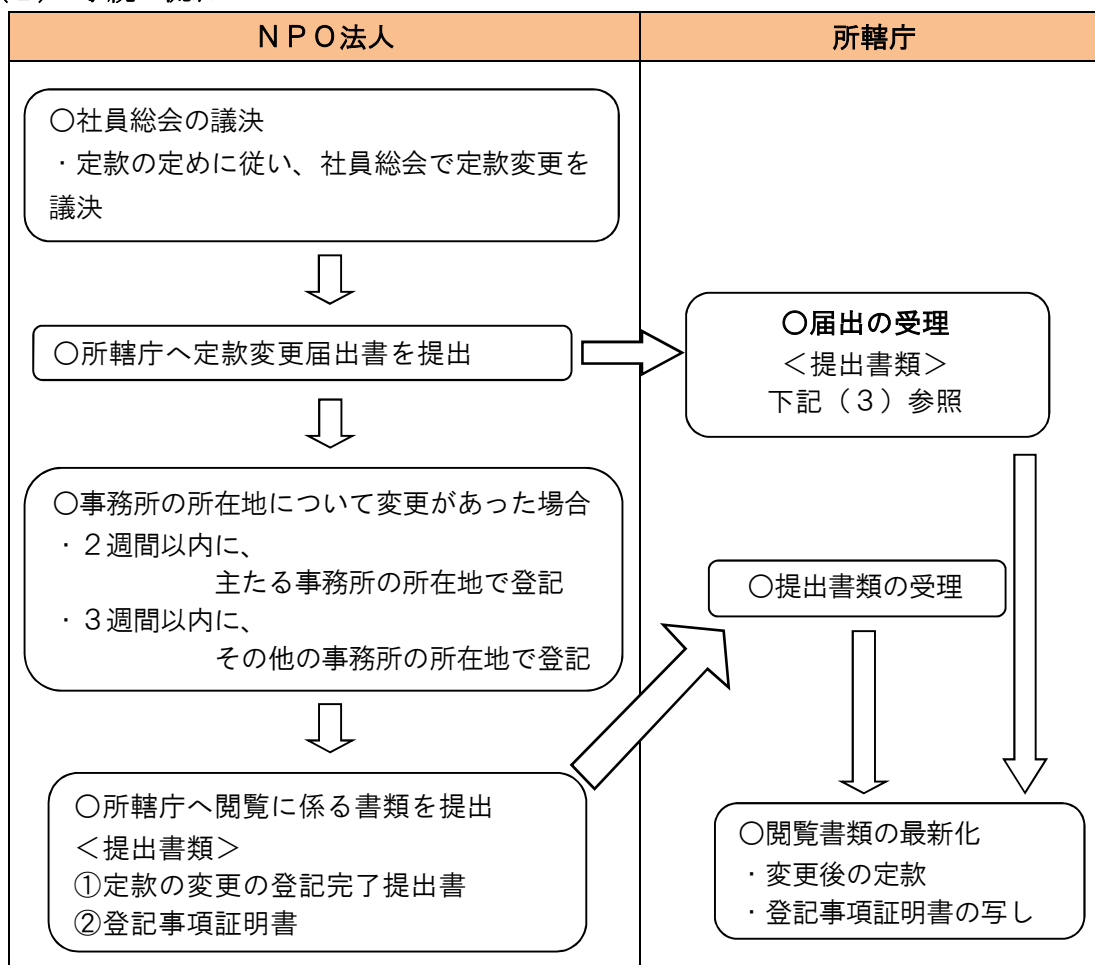 ＮＰＯ法人
所轄庁
○社員総会の議決
・定款の定めに従い、社員総会で定款変更を
議決
○所轄庁へ定款変更届出書を提出
○届出の受理
＜提出書類＞
下記（３）参照
○事務所の所在地について変更があった場合
・２週間以内に、
主たる事務所の所在地で登記
・３週間以内に、
その他の事務所の所在地で登記
○提出書類の受理
○所轄庁へ閲覧に係る書類を提出
＜提出書類＞
①定款の変更の登記完了提出書
②登記事項証明書
○閲覧書類の最新化
・変更後の定款
・登記事項証明書の写し